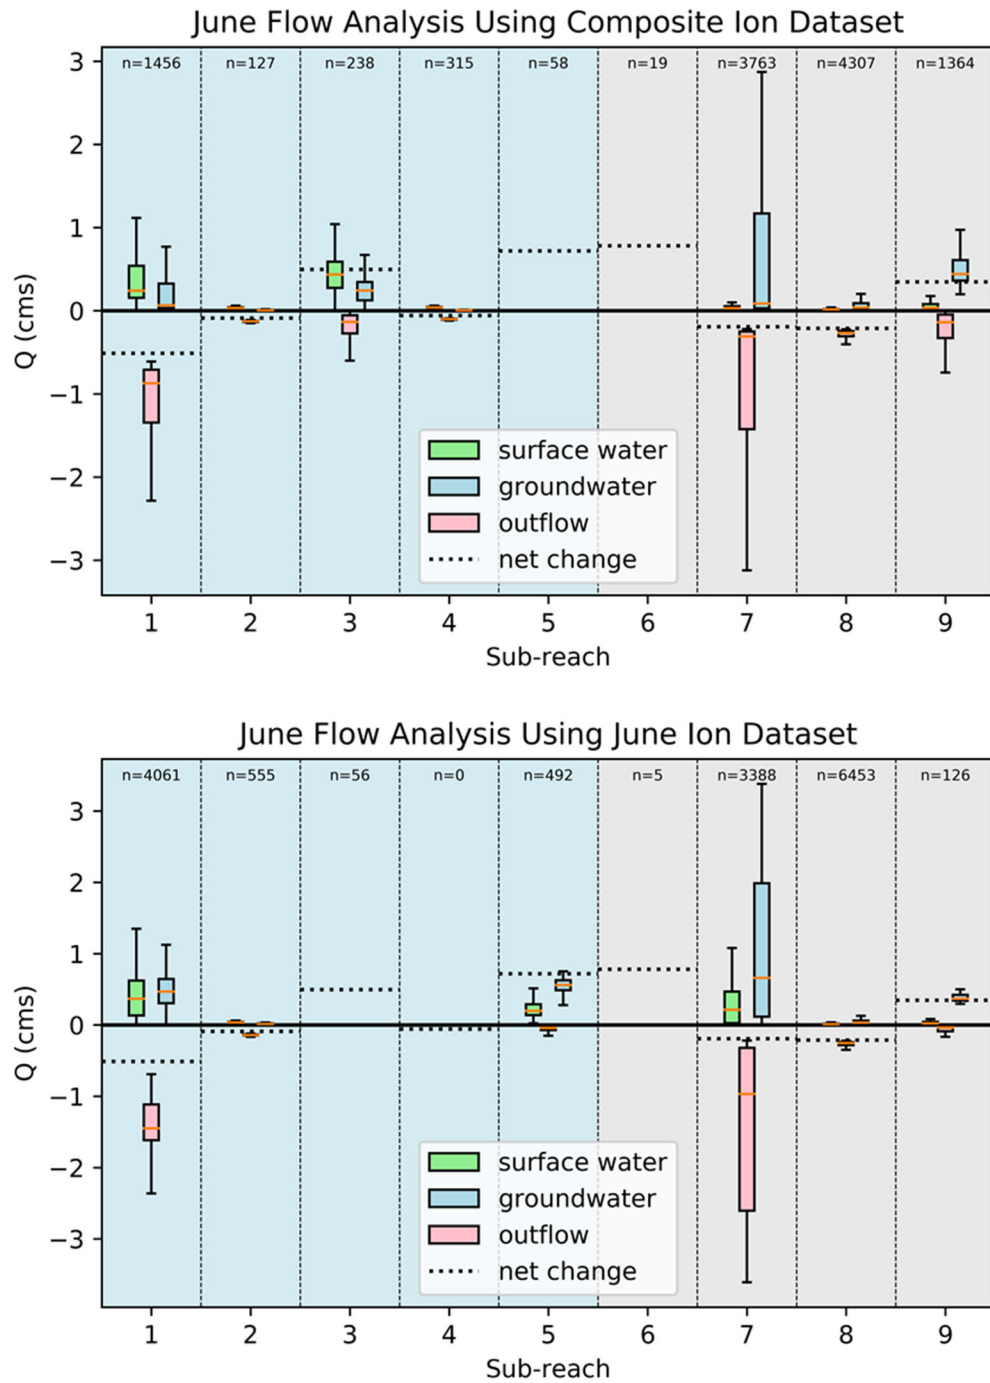 June Flow Analysis Using Composite Ion Dataset
n=1456 n=127 n=238 n=315 n=58 n=19 n=3763 n=4307 n=1364
3
2
1
0
−1
−2
−3
Q (cms)
surface water
groundwater
outflow
net change
1 2 3 4 5 6 7 8 9
Sub-reach
June Flow Analysis Using June Ion Dataset
n=4061 n=555 n=56 n=0 n=492 n=5 n=3388 n=6453 n=126
3
2
1
0
−1
−2
−3
Q (cms)
surface water
groundwater
outflow
net change
1 2 3 4 5 6 7 8 9
Sub-reach